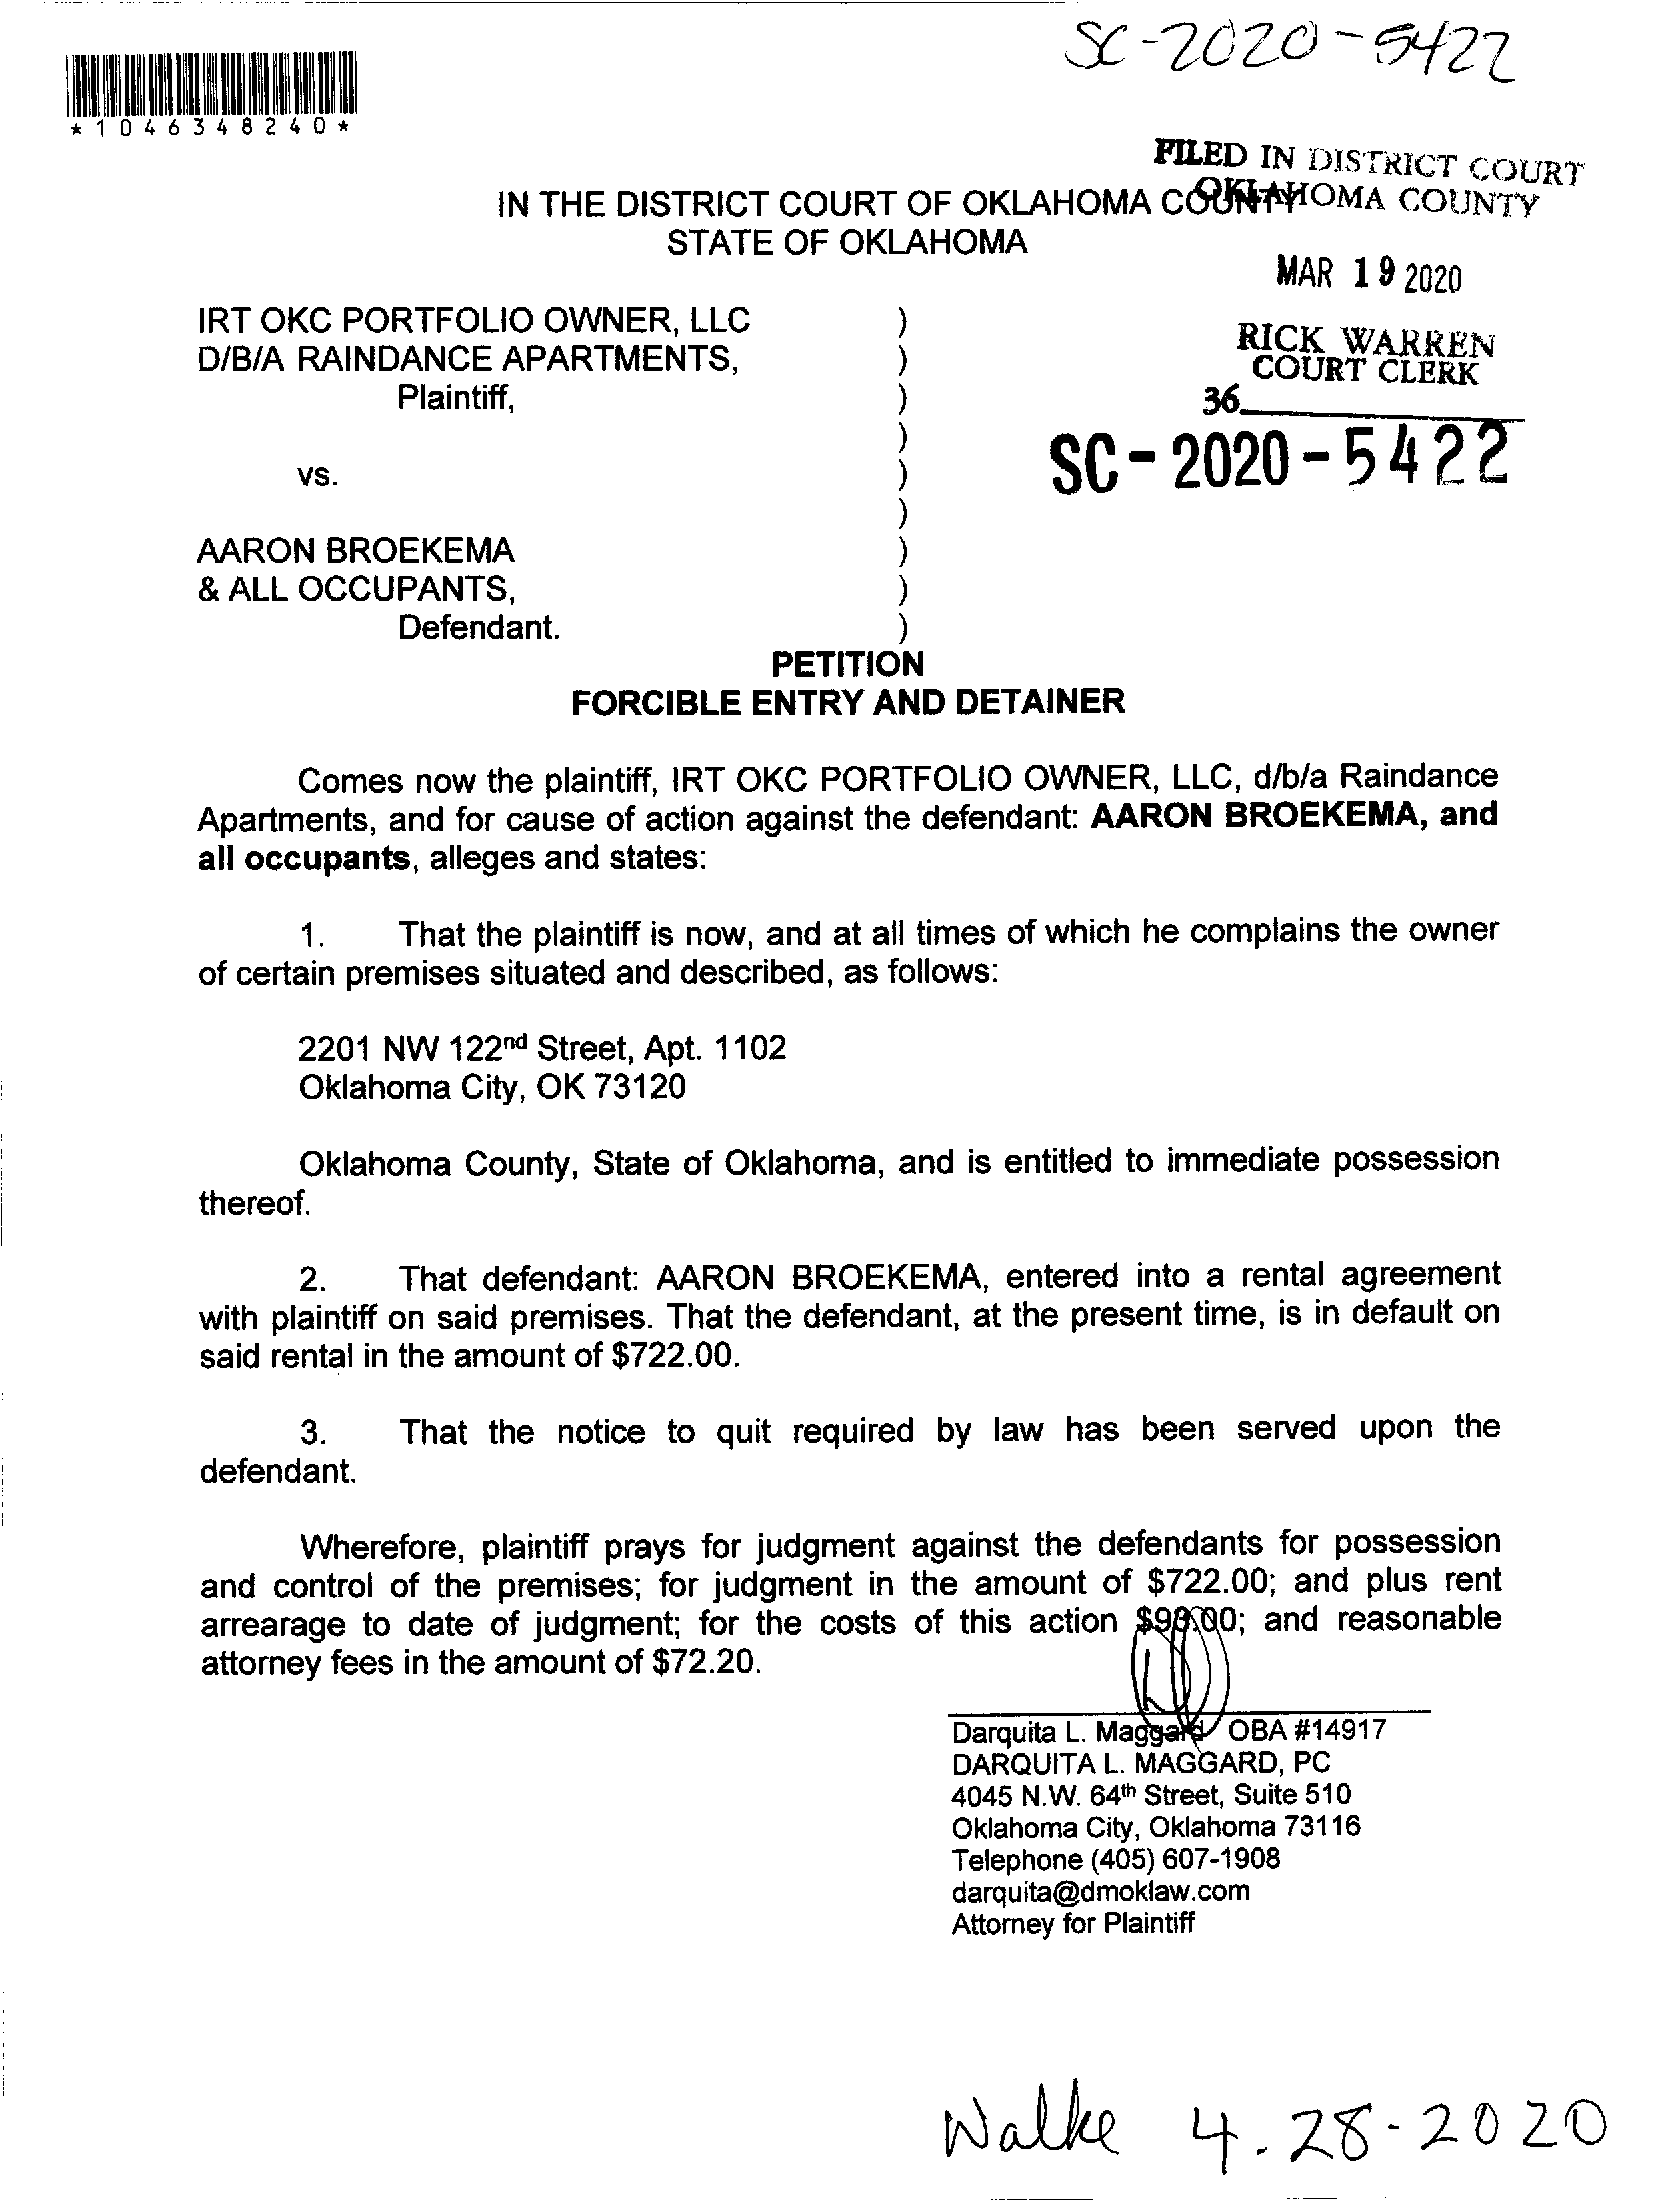 SC-2020-5422
*1046348240*
FILED IN DISTRICT COURT
OKLAHOMA COUNTY
IN THE DISTRICT COURT OF OKLAHOMA COUNTY
STATE OF OKLAHOMA
MAR 19 2020
RICK WARREN
COURT CLERK
36
SC-2020-5422
IRT OKC PORTFOLIO OWNER, LLC )
D/B/A RAINDANCE APARTMENTS, )
Plaintiff, )
)
vs. )
)
AARON BROEKEMA )
& ALL OCCUPANTS, )
Defendant. )
PETITION
FORCIBLE ENTRY AND DETAINER
Comes now the plaintiff, IRT OKC PORTFOLIO OWNER, LLC, d/b/a Raindance
Apartments, and for cause of action against the defendant: AARON BROEKEMA, and
all occupants, alleges and states:
1. That the plaintiff is now, and at all times of which he complains the owner
of certain premises situated and described, as follows:
2201 NW 122nd Street, Apt. 1102
Oklahoma City, OK 73120
Oklahoma County, State of Oklahoma, and is entitled to immediate possession
thereof.
2. That defendant: AARON BROEKEMA, entered into a rental agreement
with plaintiff on said premises. That the defendant, at the present time, is in default on
said rental in the amount of $722.00.
3. That the notice to quit required by law has been served upon the
defendant.
Wherefore, plaintiff prays for judgment against the defendants for possession
and control of the premises; for judgment in the amount of $722.00; and plus rent
arrearage to date of judgment; for the costs of this action and reasonable
attorney fees in the amount of $72.20.
Darquita L. Maggard OBA #14917
DARQUITA L. MAGGARD, PC
4045 N.W. 64th Street, Suite 510
Oklahoma City, Oklahoma 73116
Telephone (405) 607-1908
darquita@dmoklaw.com
Attorney for Plaintiff
Walke 4.28-2020